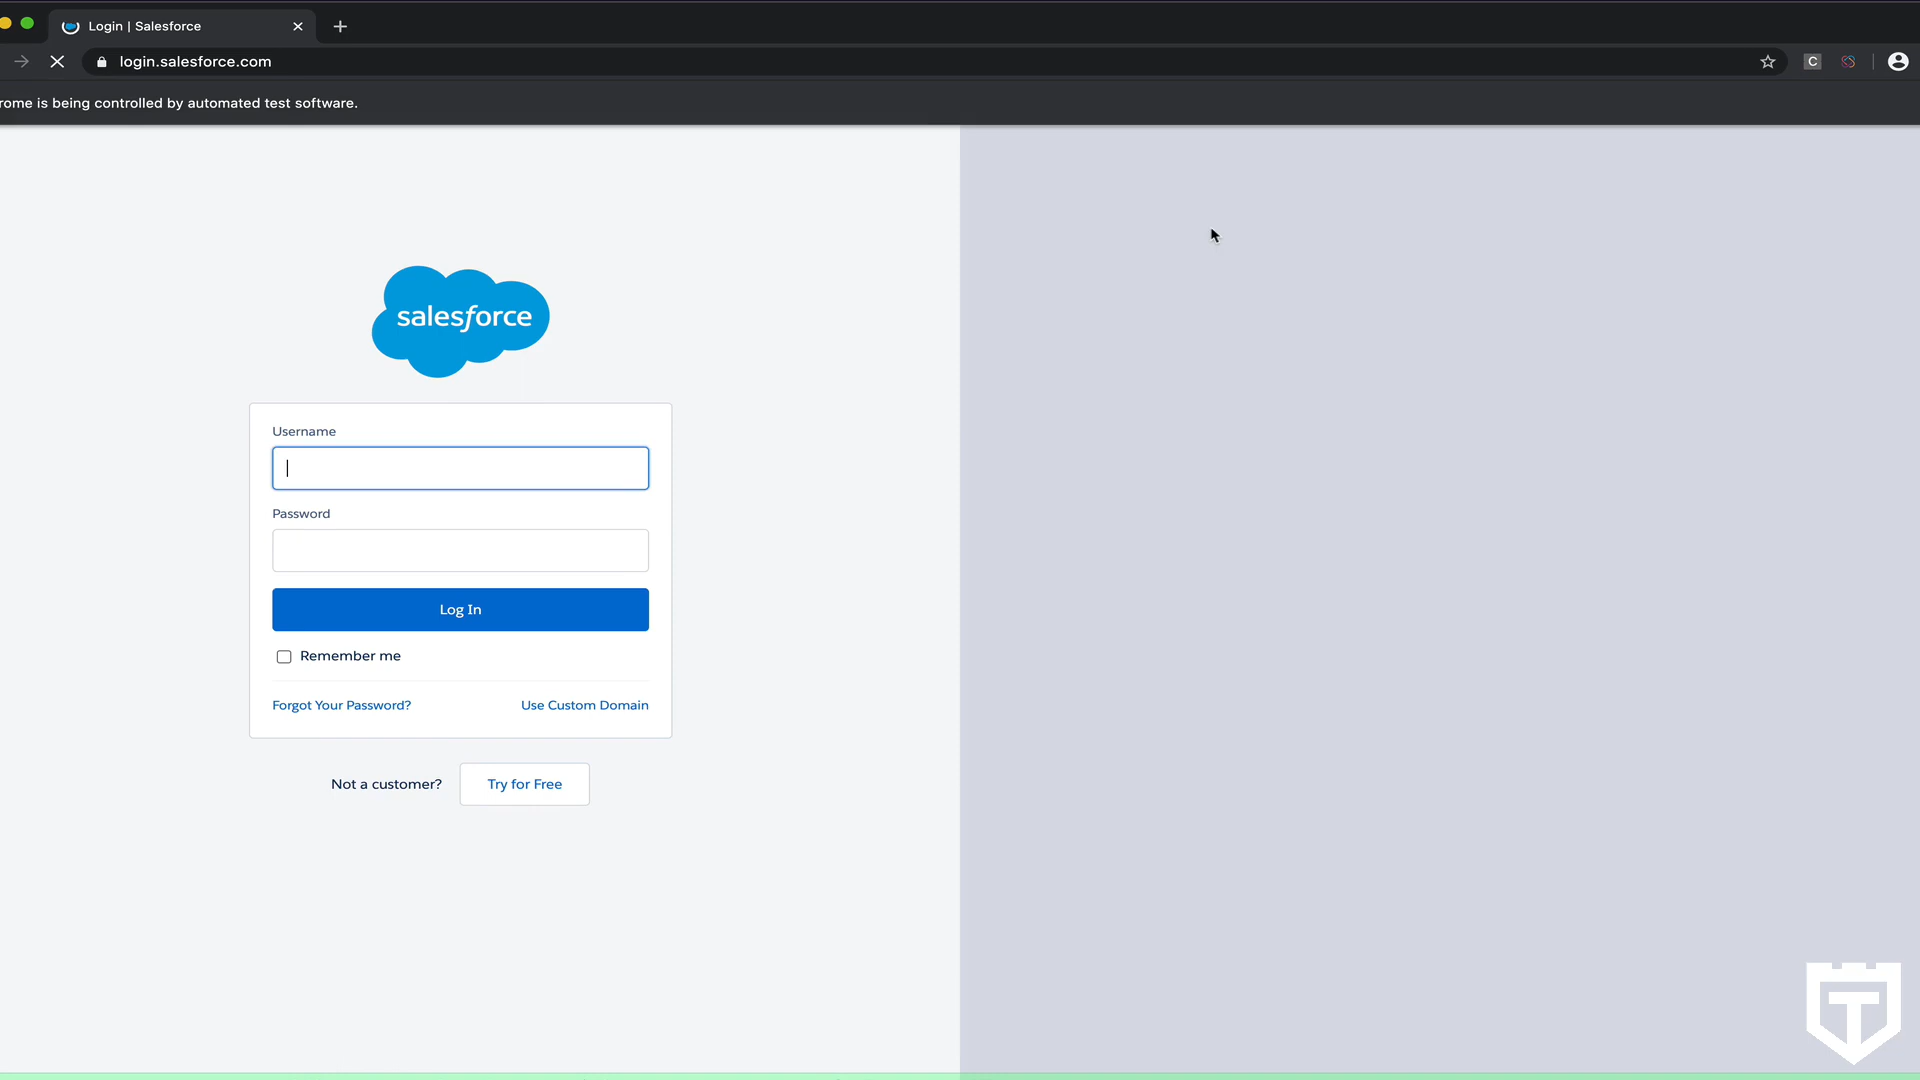 Login | Salesforce
login.salesforce.com
C
rome is being controlled by automated test software.
salesforce
Username
Password
Log In
Remember me
Forgot Your Password?
Use Custom Domain
Not a customer?
Try for Free
T